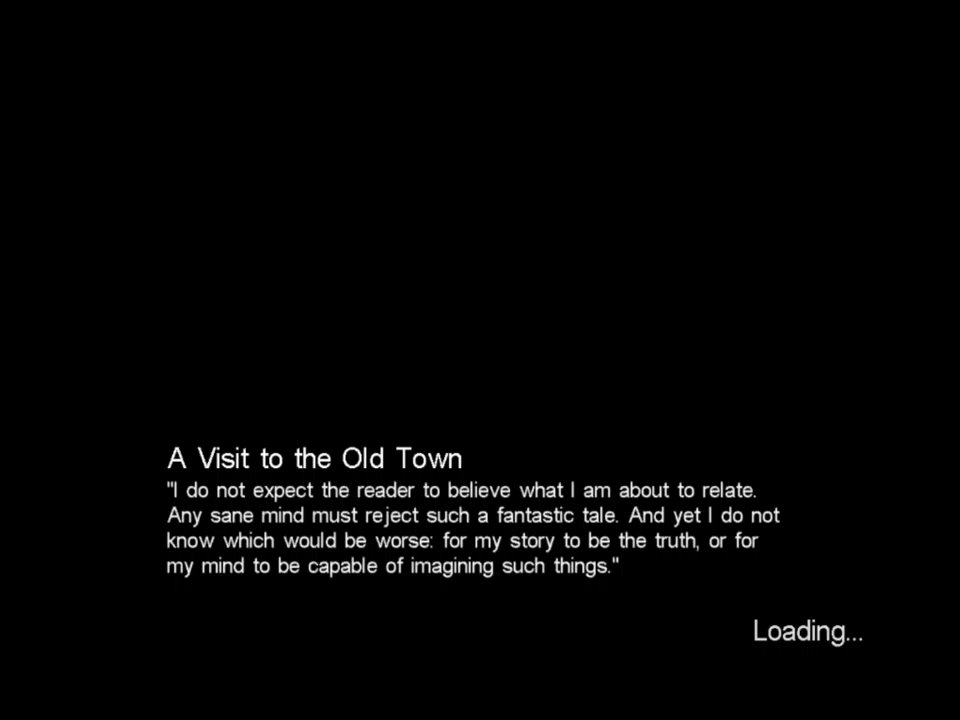 A Visit to the Old Town
"I do not expect the reader to believe what I am about to relate.
Any sane mind must reject such a fantastic tale. And yet I do not
know which would be worse: for my story to be the truth, or for
my mind to be capable of imagining such things."
Loading...